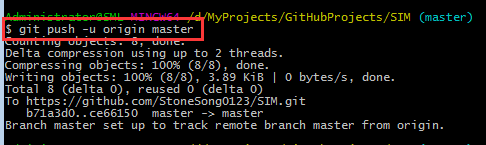 Administrator@SML MINGW64 /d/MyProjects/GitHubProjects/SIM (master)
$ git push -u origin master
Counting objects: 8, done.
Delta compression using up to 2 threads.
Compressing objects: 100% (8/8), done.
Writing objects: 100% (8/8), 3.89 KiB | 0 bytes/s, done.
Total 8 (delta 0), reused 0 (delta 0)
To https://github.com/StoneSong0123/SIM.git
   b71a3d0..ce66150  master -> master
Branch master set up to track remote branch master from origin.